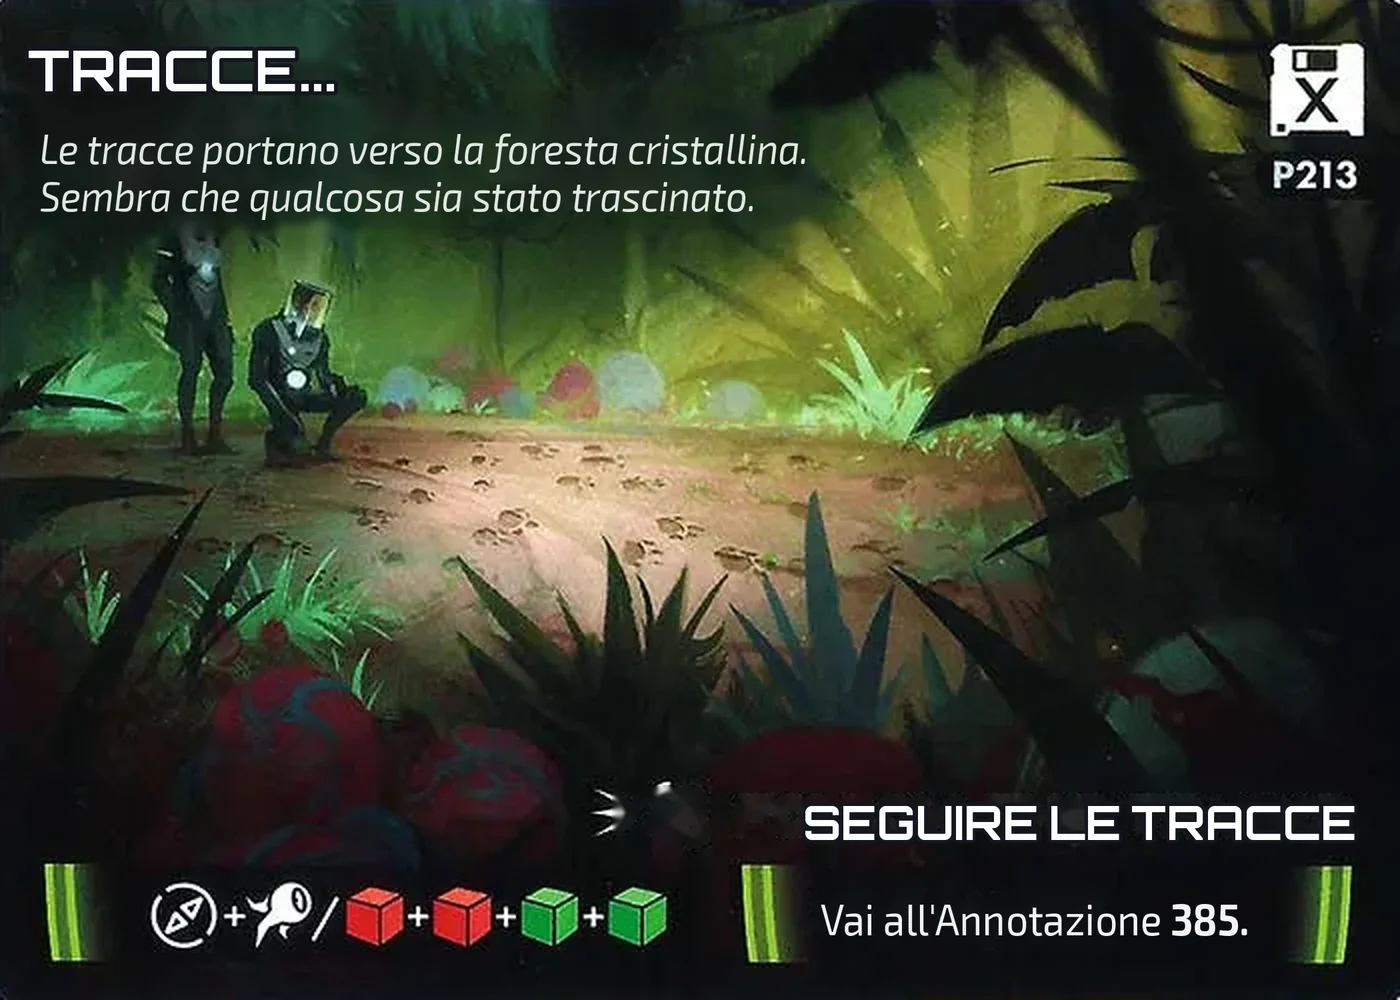 TRACCE...
Le tracce portano verso la foresta cristallina.
Sembra che qualcosa sia stato trascinato.
X
P213
SEGUIRE LE TRACCE
+ / + + +
Vai all'Annotazione 385.